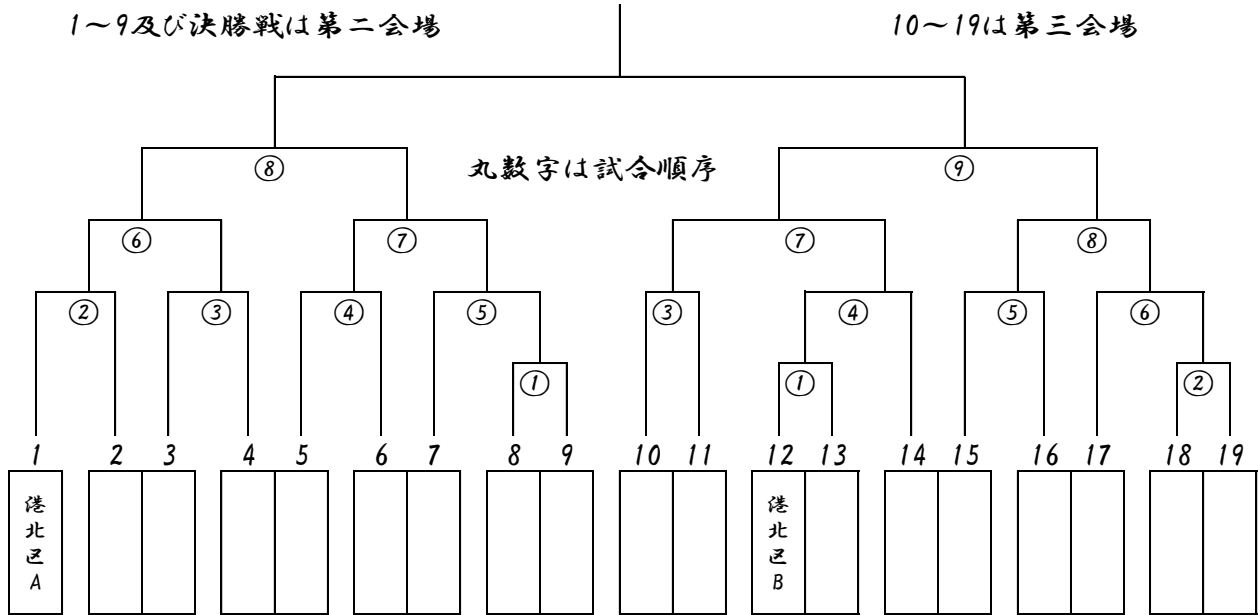 1～9及び決勝戦は第二会場
10～19は第三会場
⑧
丸数字は試合順序
⑨
⑥ ⑦ ⑦ ⑧
② ③ ④ ⑤ ③ ④ ⑤ ⑥
① ① ②
1 2 3 4 5 6 7 8 9 10 11 12 13 14 15 16 17 18 19
港北区A
港北区B